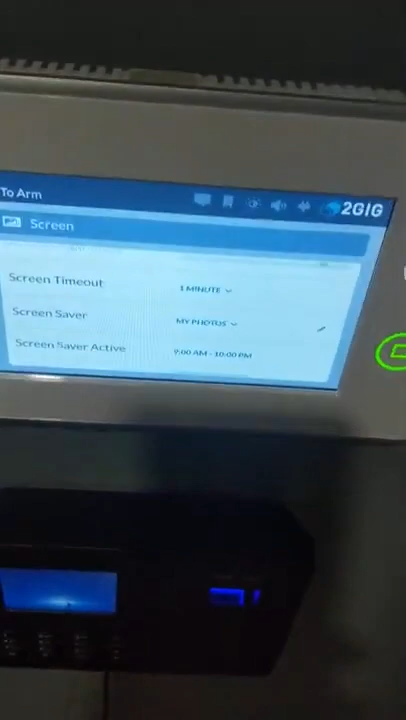 To Arm
2GIG
Screen
Screen Timeout 1 MINUTE
Screen Saver MY PHOTOS
Screen Saver Active 9:00 AM - 10:00 PM